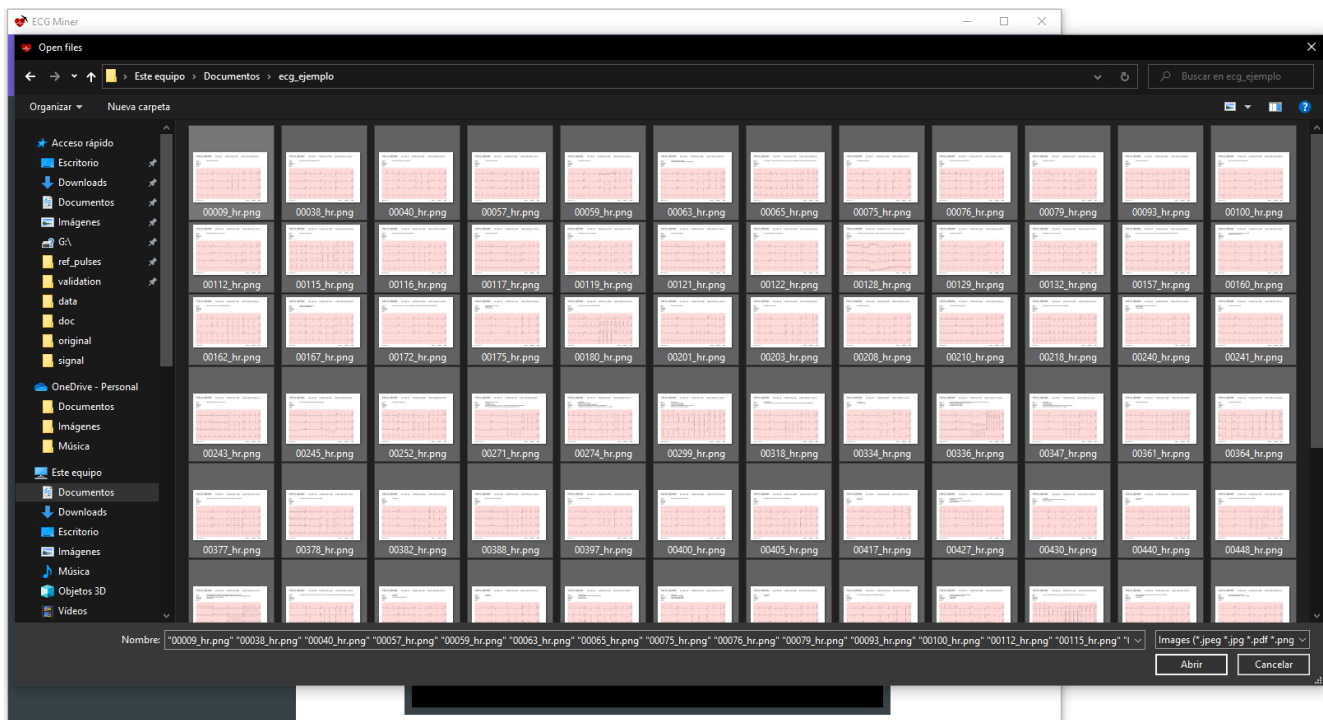 ECG Miner
Open files
Este equipo > Documentos > ecg_ejemplo
Buscar en ecg_ejemplo
Organizar
Nueva carpeta
Acceso rápido
Escritorio
Downloads
Documentos
Imágenes
G:\
ref_pulses
validation
data
doc
original
signal
OneDrive - Personal
Documentos
Imágenes
Música
Este equipo
Documentos
Downloads
Escritorio
Imágenes
Música
Objetos 3D
Vídeos
00009_hr.png 00038_hr.png 00040_hr.png 00057_hr.png 00059_hr.png 00063_hr.png 00065_hr.png 00075_hr.png 00076_hr.png 00079_hr.png 00093_hr.png 00100_hr.png
00112_hr.png 00115_hr.png 00116_hr.png 00117_hr.png 00119_hr.png 00121_hr.png 00122_hr.png 00128_hr.png 00129_hr.png 00132_hr.png 00157_hr.png 00160_hr.png
00162_hr.png 00167_hr.png 00172_hr.png 00175_hr.png 00180_hr.png 00201_hr.png 00203_hr.png 00208_hr.png 00210_hr.png 00218_hr.png 00240_hr.png 00241_hr.png
00243_hr.png 00245_hr.png 00252_hr.png 00271_hr.png 00274_hr.png 00299_hr.png 00318_hr.png 00334_hr.png 00336_hr.png 00347_hr.png 00361_hr.png 00364_hr.png
00377_hr.png 00378_hr.png 00382_hr.png 00388_hr.png 00397_hr.png 00400_hr.png 00405_hr.png 00417_hr.png 00427_hr.png 00430_hr.png 00440_hr.png 00448_hr.png
Nombre: "00009_hr.png" "00038_hr.png" "00040_hr.png" "00057_hr.png" "00059_hr.png" "00063_hr.png" "00065_hr.png" "00075_hr.png" "00076_hr.png" "00079_hr.png" "00093_hr.png" "00100_hr.png" "00112_hr.png" "00115_hr.png"
Images (*.jpeg *.jpg *.pdf *.png
Abrir
Cancelar